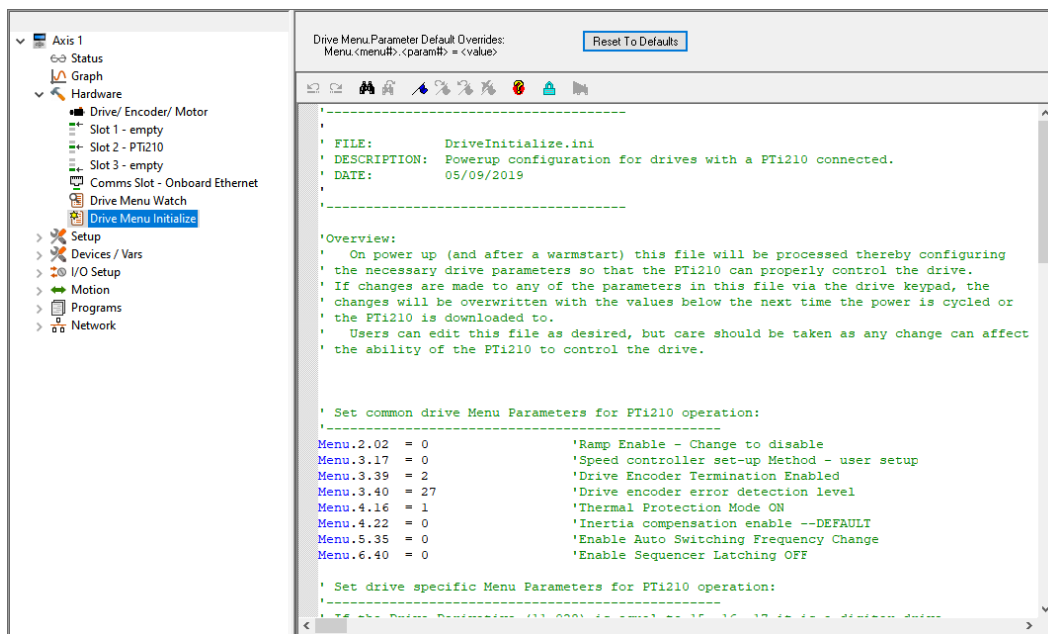 Axis 1
Status
Graph
Hardware
Drive/ Encoder/ Motor
Slot 1 - empty
Slot 2 - PTi210
Slot 3 - empty
Comms Slot - Onboard Ethernet
Drive Menu Watch
Drive Menu Initialize
Setup
Devices / Vars
I/O Setup
Motion
Programs
Network
Drive Menu.Parameter Default Overrides:
Menu.<menu#>.<param#> = <value>
Reset To Defaults
'---------------------------------------
'
' FILE:        DriveInitialize.ini
' DESCRIPTION:  Powerup configuration for drives with a PTi210 connected.
' DATE:        05/09/2019
'
'---------------------------------------
'Overview:
'   On power up (and after a warmstart) this file will be processed thereby configuring
' the necessary drive parameters so that the PTi210 can properly control the drive.
' If changes are made to any of the parameters in this file via the drive keypad, the
' changes will be overwritten with the values below the next time the power is cycled or
' the PTi210 is downloaded to.
'   Users can edit this file as desired, but care should be taken as any change can affect
' the ability of the PTi210 to control the drive.
' Set common drive Menu Parameters for PTi210 operation:
'---------------------------------------------------
Menu.2.02  = 0                  'Ramp Enable - Change to disable
Menu.3.17  = 0                  'Speed controller set-up Method - user setup
Menu.3.39  = 2                  'Drive Encoder Termination Enabled
Menu.3.40  = 27                 'Drive encoder error detection level
Menu.4.16  = 1                  'Thermal Protection Mode ON
Menu.4.22  = 0                  'Inertia compensation enable --DEFAULT
Menu.5.35  = 0                  'Enable Auto Switching Frequency Change
Menu.6.40  = 0                  'Enable Sequencer Latching OFF
' Set drive specific Menu Parameters for PTi210 operation:
'---------------------------------------------------